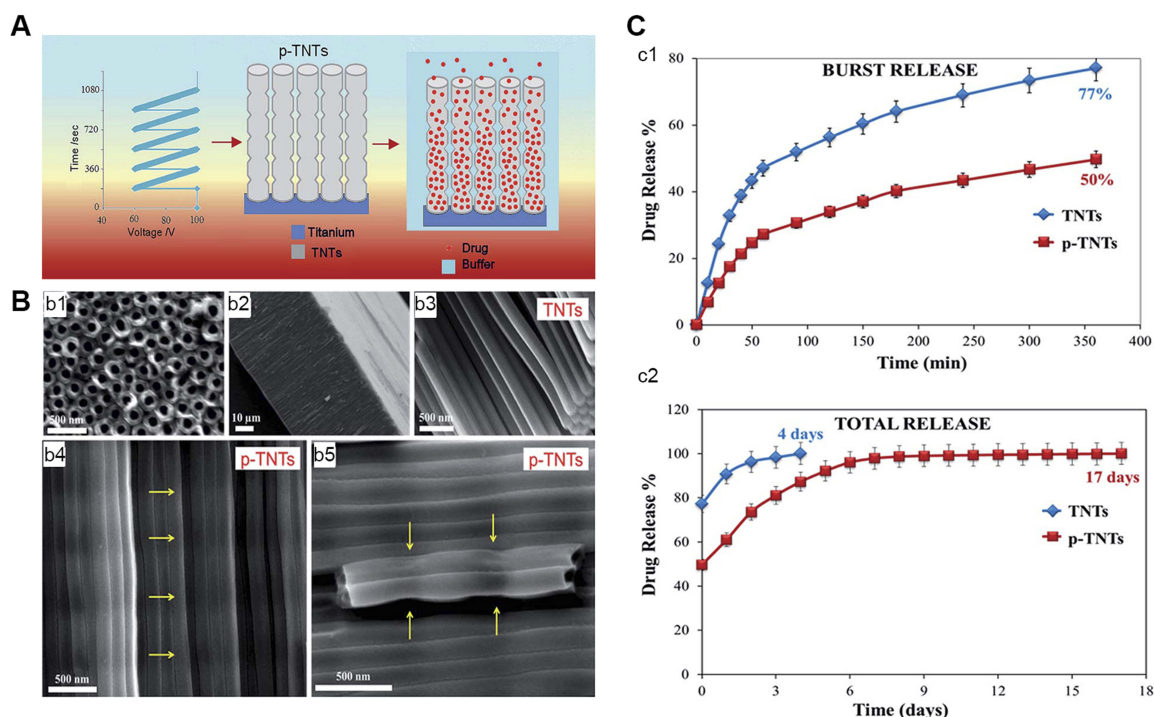 A
p-TNTs
1080
720
360
0
Time /sec
40 60 80 100
Voltage /V
Titanium
TNTs
Drug
Buffer
B
b1
500 nm
b2
10 µm
b3
TNTs
500 nm
b4
p-TNTs
500 nm
b5
p-TNTs
500 nm
C
c1
BURST RELEASE
80
60
40
20
0
Drug Release %
77%
50%
TNTs
p-TNTs
0 50 100 150 200 250 300 350 400
Time (min)
c2
TOTAL RELEASE
120
100
80
60
40
20
0
Drug Release %
4 days
17 days
TNTs
p-TNTs
0 3 6 9 12 15 18
Time (days)